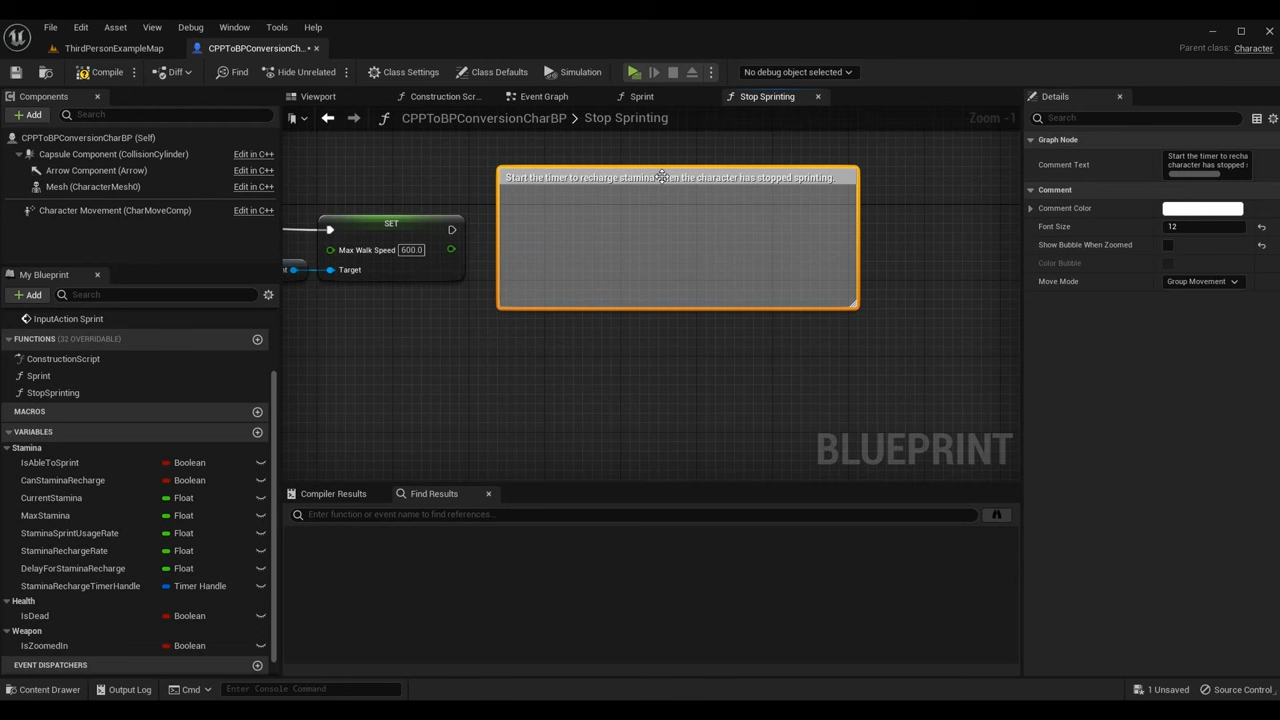 File Edit Asset View Debug Window Tools Help
ThirdPersonExampleMap
CPPToBPConversionCh...•
Parent class: Character
Compile
Diff
Find
Hide Unrelated
Class Settings
Class Defaults
Simulation
No debug object selected
Components
Viewport
Construction Scr...
Event Graph
Sprint
Stop Sprinting
Details
Add
Search
CPPToBPConversionCharBP > Stop Sprinting
Zoom -1
Search
CPPToBPConversionCharBP (Self)
Capsule Component (CollisionCylinder) Edit in C++
Arrow Component (Arrow) Edit in C++
Mesh (CharacterMesh0) Edit in C++
Character Movement (CharMoveComp) Edit in C++
Start the timer to recharge stamina
the character has stopped sprinting.
SET
Max Walk Speed 600.0
Target
BLUEPRINT
Graph Node
Comment Text
Start the timer to recha
character has stopped
Comment
Comment Color
Font Size 12
Show Bubble When Zoomed
Color Bubble
Move Mode Group Movement
My Blueprint
Add
Search
InputAction Sprint
FUNCTIONS (32 OVERRIDABLE)
ConstructionScript
Sprint
StopSprinting
MACROS
VARIABLES
Stamina
IsAbleToSprint Boolean
CanStaminaRecharge Boolean
CurrentStamina Float
MaxStamina Float
StaminaSprintUsageRate Float
StaminaRechargeRate Float
DelayForStaminaRecharge Float
StaminaRechargeTimerHandle Timer Handle
Health
IsDead Boolean
Weapon
IsZoomedIn Boolean
EVENT DISPATCHERS
Compiler Results
Find Results
Enter function or event name to find references...
Content Drawer
Output Log
Cmd
Enter Console Command
1 Unsaved
Source Control